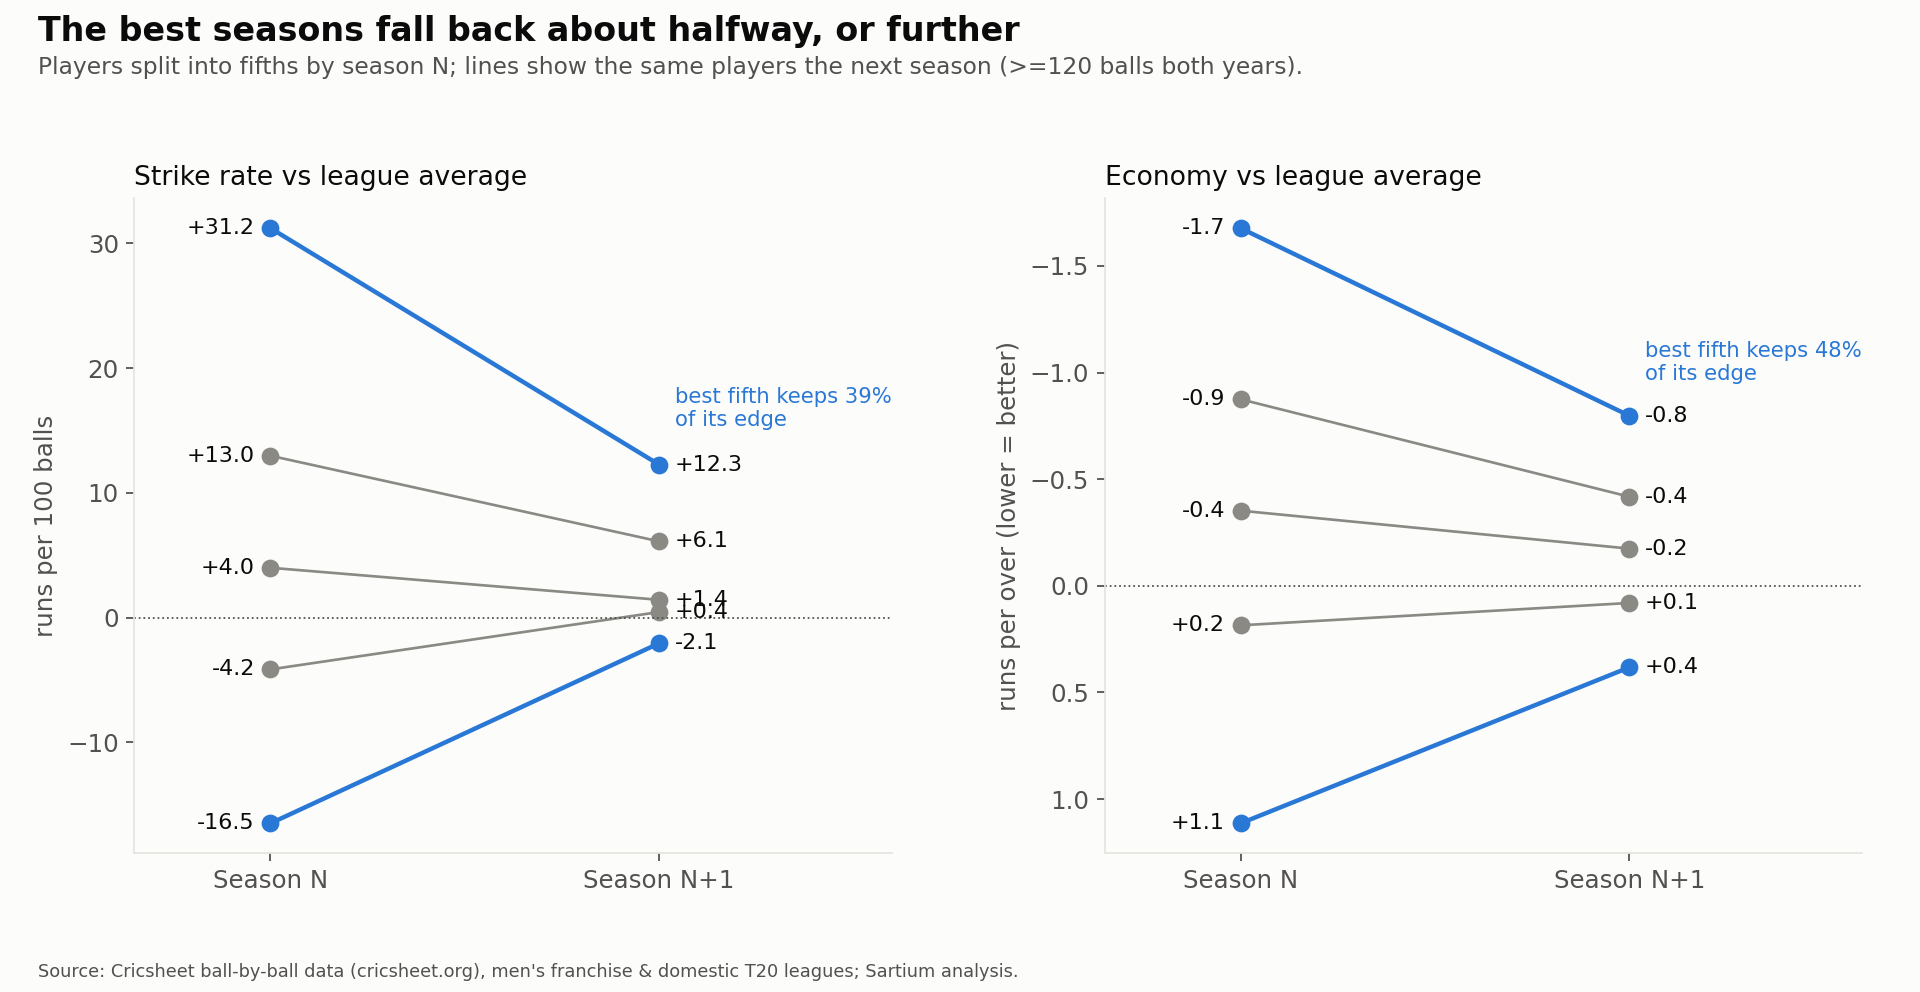 The best seasons fall back about halfway, or further
Players split into fifths by season N; lines show the same players the next season (>=120 balls both years).
Strike rate vs league average
runs per 100 balls
30
20
10
0
−10
+31.2
+13.0
+4.0
-4.2
-16.5
best fifth keeps 39%
of its edge
+12.3
+6.1
+1.4
+0.4
-2.1
Season N
Season N+1
Economy vs league average
runs per over (lower = better)
−1.5
−1.0
−0.5
0.0
0.5
1.0
-1.7
-0.9
-0.4
+0.2
+1.1
best fifth keeps 48%
of its edge
-0.8
-0.4
-0.2
+0.1
+0.4
Season N
Season N+1
Source: Cricsheet ball-by-ball data (cricsheet.org), men's franchise & domestic T20 leagues; Sartium analysis.